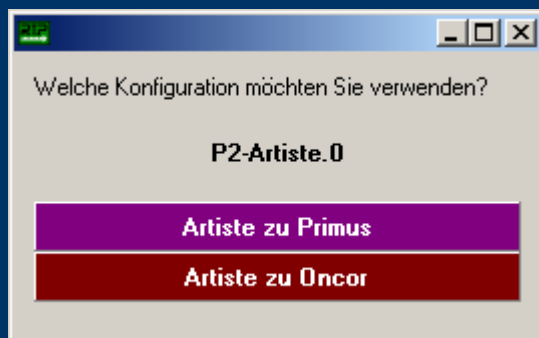 Welche Konfiguration möchten Sie verwenden?
P2-Artiste.0
Artiste zu Primus
Artiste zu Oncor